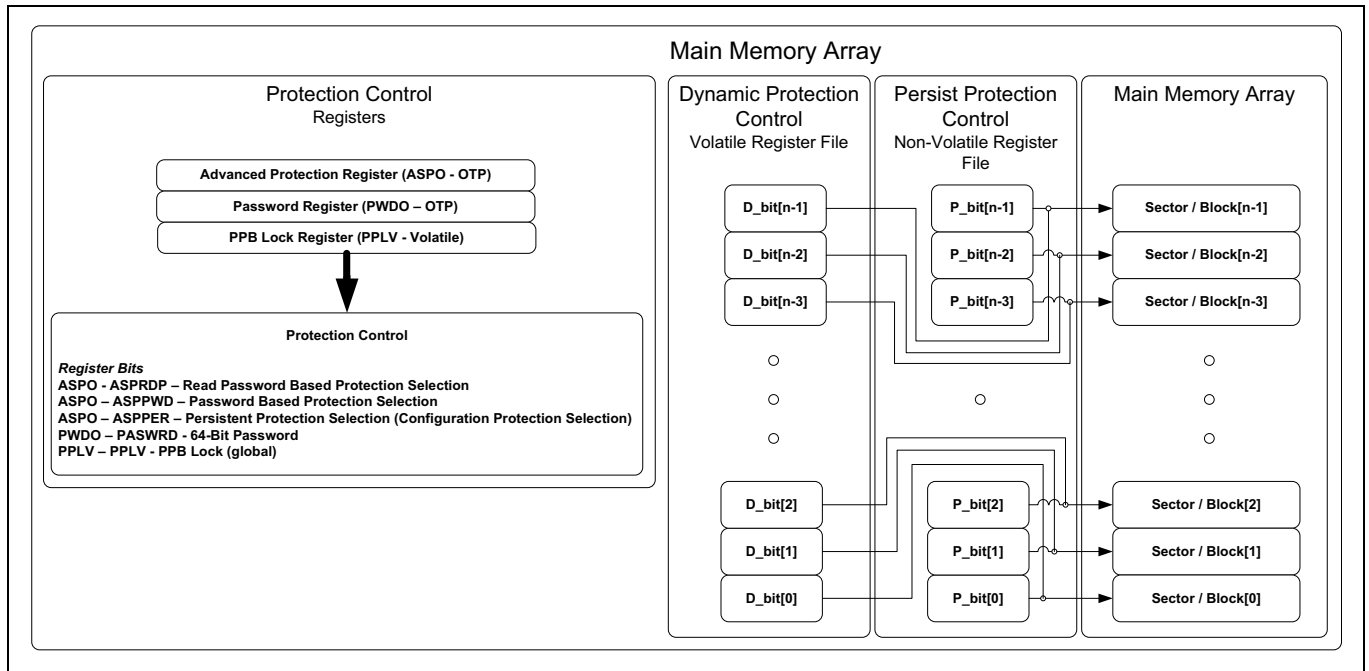 Main Memory Array
Protection Control
Registers
Advanced Protection Register (ASPO - OTP)
Password Register (PWDO – OTP)
PPB Lock Register (PPLV - Volatile)
Protection Control
Register Bits
ASPO - ASPRDP – Read Password Based Protection Selection
ASPO – ASPPWD – Password Based Protection Selection
ASPO – ASPPER – Persistent Protection Selection (Configuration Protection Selection)
PWDO – PASWRD - 64-Bit Password
PPLV – PPLV - PPB Lock (global)
Dynamic Protection
Control
Volatile Register File
D_bit[n-1]
D_bit[n-2]
D_bit[n-3]
D_bit[2]
D_bit[1]
D_bit[0]
Persist Protection
Control
Non-Volatile Register
File
P_bit[n-1]
P_bit[n-2]
P_bit[n-3]
P_bit[2]
P_bit[1]
P_bit[0]
Main Memory Array
Sector / Block[n-1]
Sector / Block[n-2]
Sector / Block[n-3]
Sector / Block[2]
Sector / Block[1]
Sector / Block[0]